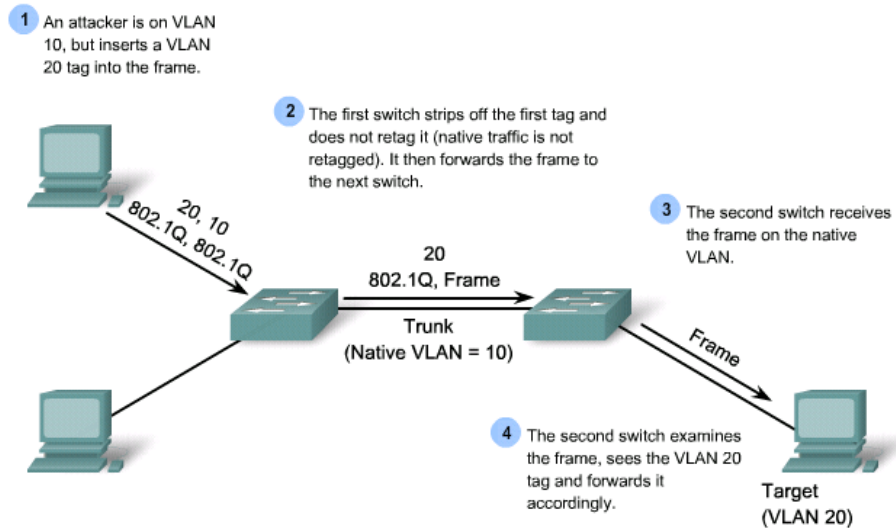 1 An attacker is on VLAN
10, but inserts a VLAN
20 tag into the frame.
2 The first switch strips off the first tag and
does not retag it (native traffic is not
retagged). It then forwards the frame to
the next switch.
3 The second switch receives
the frame on the native
VLAN.
20, 10
802.1Q, 802.1Q
20
802.1Q, Frame
Trunk
(Native VLAN = 10)
Frame
4 The second switch examines
the frame, sees the VLAN 20
tag and forwards it
accordingly.
Target
(VLAN 20)